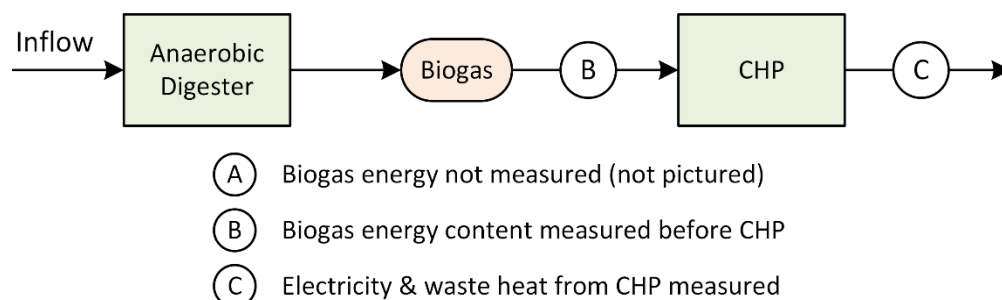 Inflow
Anaerobic
Digester
Biogas
B
CHP
C
A Biogas energy not measured (not pictured)
B Biogas energy content measured before CHP
C Electricity & waste heat from CHP measured